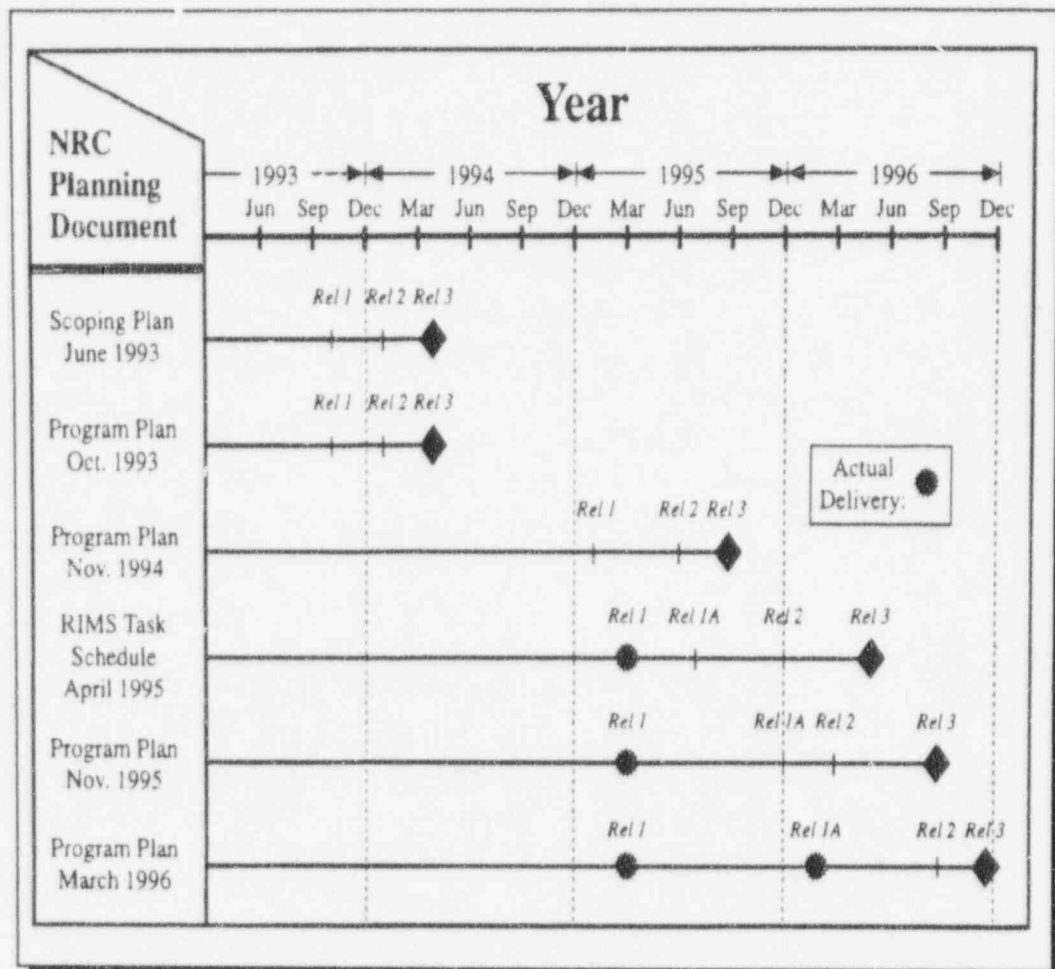 Year
NRC
Planning
Document
1993 1994 1995 1996
Jun Sep Dec Mar Jun Sep Dec Mar Jun Sep Dec Mar Jun Sep Dec
Rel 1 Rel 2 Rel 3
Scoping Plan
June 1993
Rel 1 Rel 2 Rel 3
Program Plan
Oct. 1993
Actual
Delivery:
Rel 1 Rel 2 Rel 3
Program Plan
Nov. 1994
Rel 1 Rel 1A Rel 2 Rel 3
RIMS Task
Schedule
April 1995
Rel 1 Rel 1A Rel 2 Rel 3
Program Plan
Nov. 1995
Rel 1 Rel 1A Rel 2 Rel 3
Program Plan
March 1996